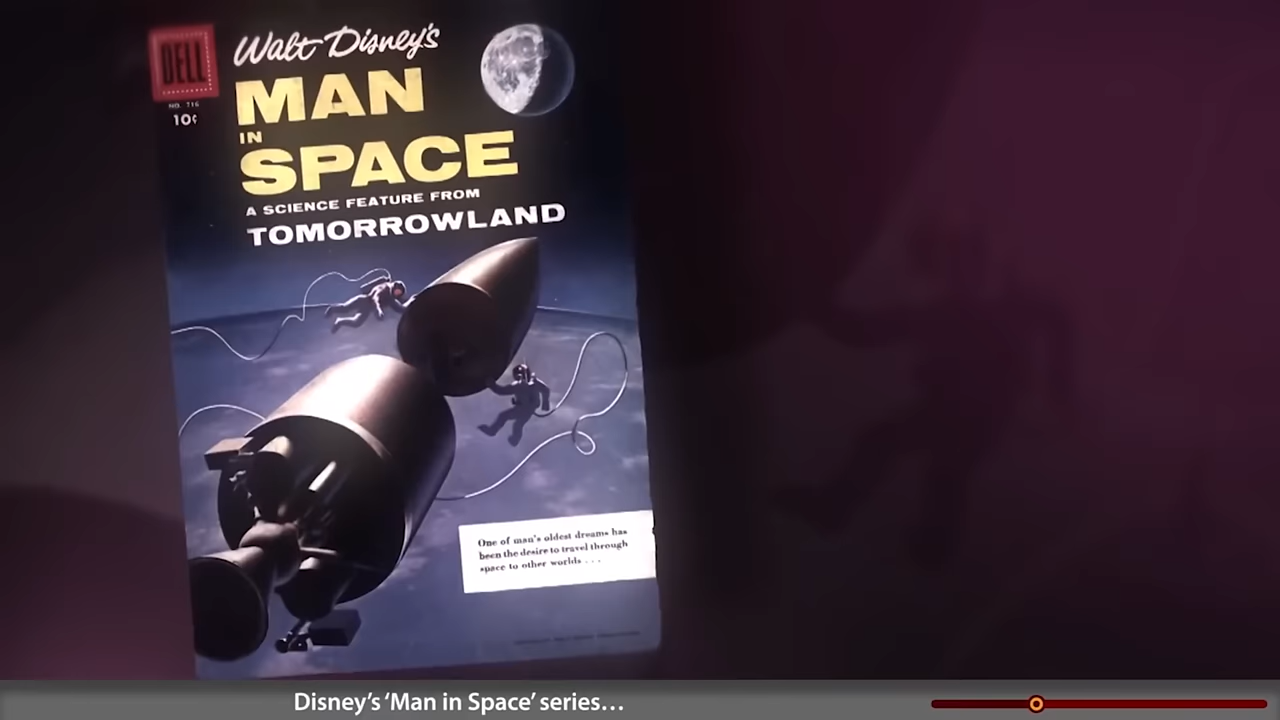 DELL
NO. 716
10¢
Walt Disney's
MAN
IN
SPACE
A SCIENCE FEATURE FROM
TOMORROWLAND
One of man's oldest dreams has
been the desire to travel through
space to other worlds . . .
Disney's 'Man in Space' series...